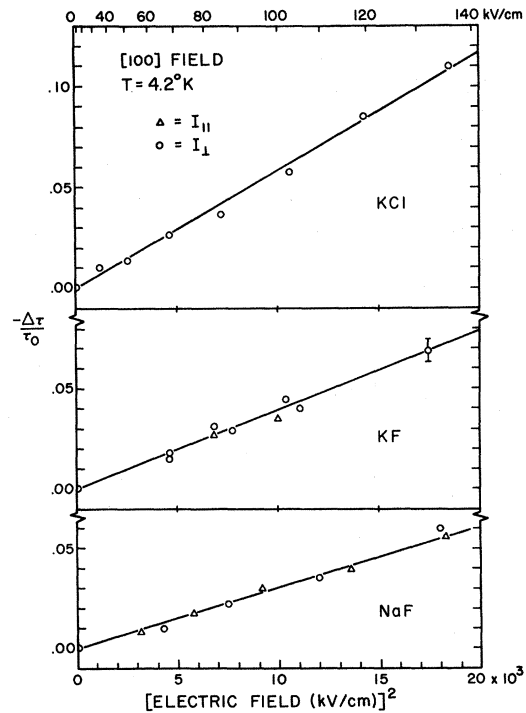 0 40 60 80 100 120 140 kV/cm
[100] FIELD
T = 4.2°K
△ = I||
○ = I⊥
.10
.05
.00
KCl
-Δτ
τ0
.05
.00
KF
.05
.00
NaF
0 5 10 15 20 x 10³
[ELECTRIC FIELD (kV/cm)]²